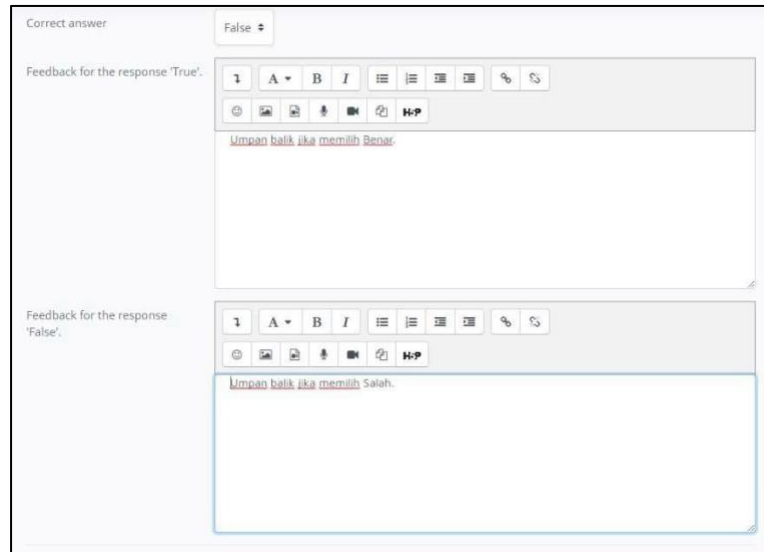 Correct answer
False
Feedback for the response 'True'.
A B I
H-P
Umpan balik jika memilih Benar.
Feedback for the response
'False'.
A B I
H-P
Umpan balik jika memilih Salah.